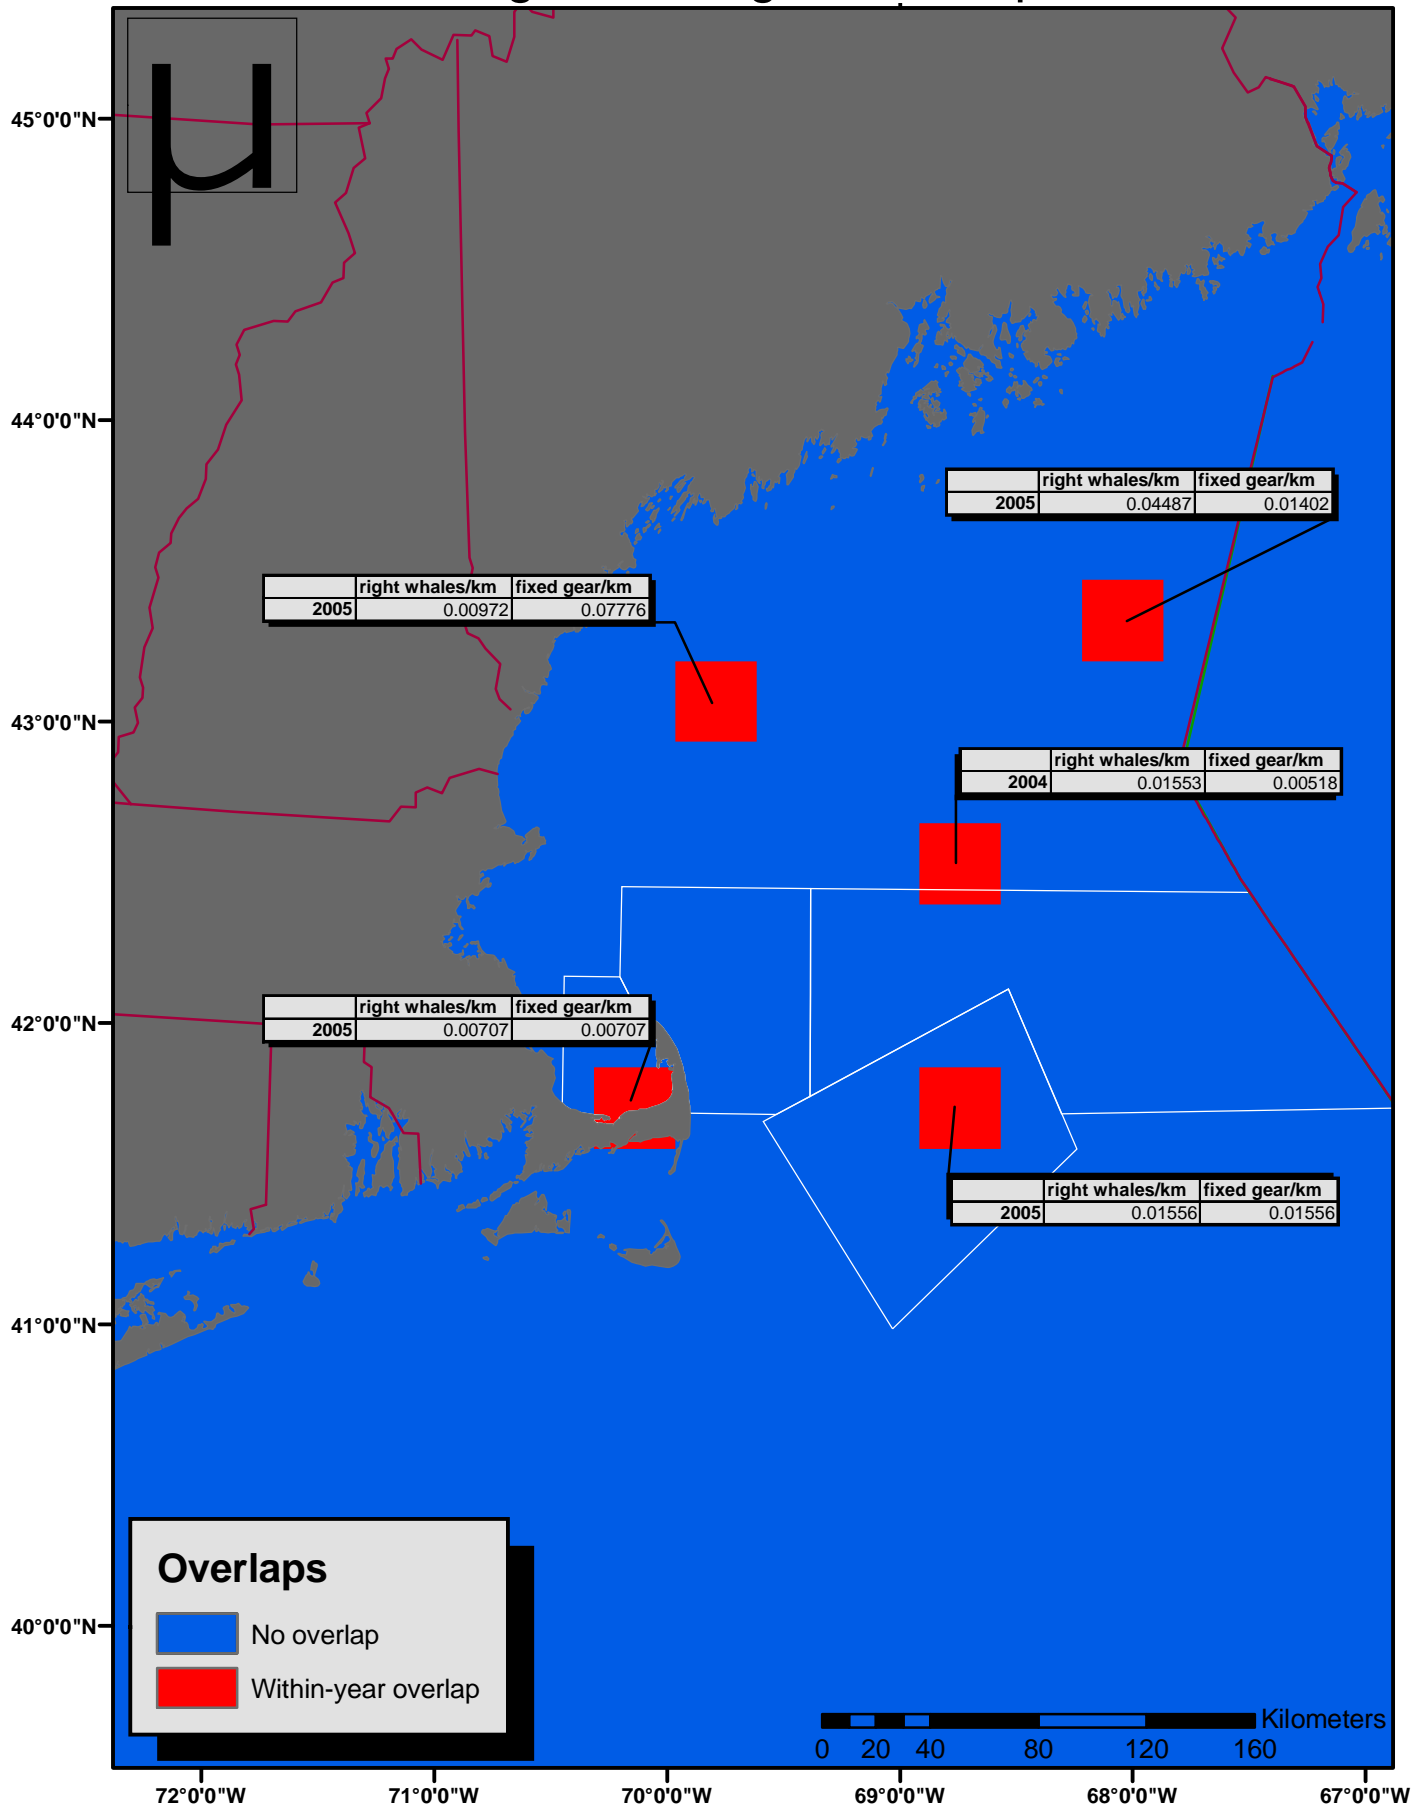 µ
45°0'0"N
44°0'0"N
43°0'0"N
42°0'0"N
41°0'0"N
40°0'0"N
right whales/km fixed gear/km
2005 0.04487 0.01402
right whales/km fixed gear/km
2005 0.00972 0.07776
right whales/km fixed gear/km
2004 0.01553 0.00518
right whales/km fixed gear/km
2005 0.00707 0.00707
right whales/km fixed gear/km
2005 0.01556 0.01556
Overlaps
No overlap
Within-year overlap
Kilometers
0 20 40 80 120 160
72°0'0"W 71°0'0"W 70°0'0"W 69°0'0"W 68°0'0"W 67°0'0"W